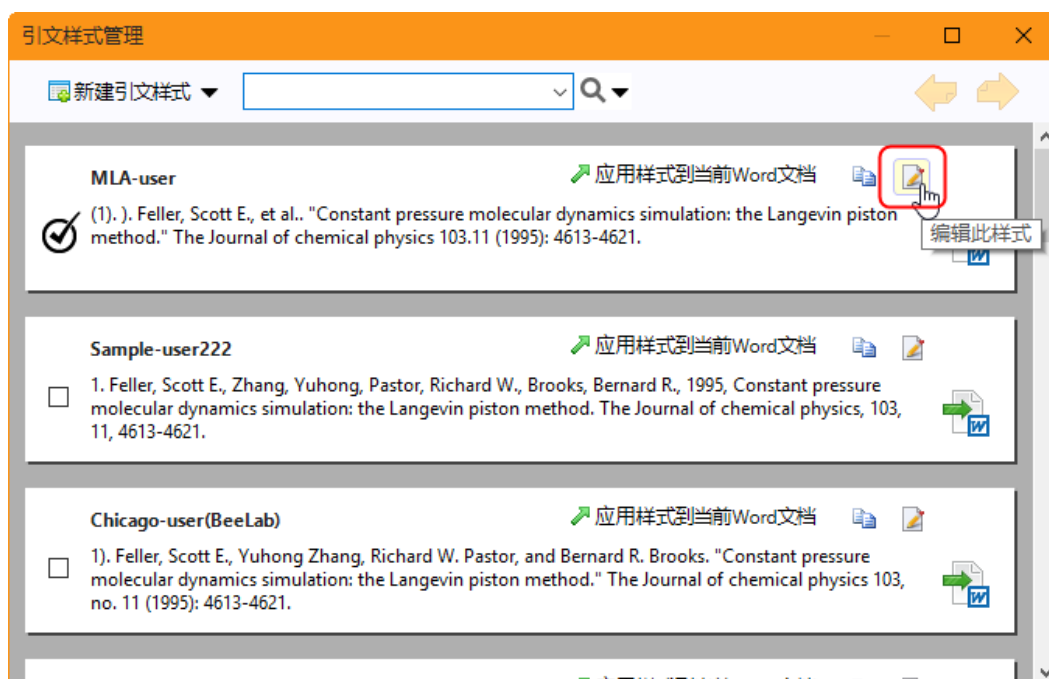 引文样式管理
新建引文样式
MLA-user
应用样式到当前Word文档
(1). ). Feller, Scott E., et al.. "Constant pressure molecular dynamics simulation: the Langevin piston
method." The Journal of chemical physics 103.11 (1995): 4613-4621.
编辑此样式
W
Sample-user222
应用样式到当前Word文档
1. Feller, Scott E., Zhang, Yuhong, Pastor, Richard W., Brooks, Bernard R., 1995, Constant pressure
molecular dynamics simulation: the Langevin piston method. The Journal of chemical physics, 103,
11, 4613-4621.
W
Chicago-user(BeeLab)
应用样式到当前Word文档
1). Feller, Scott E., Yuhong Zhang, Richard W. Pastor, and Bernard R. Brooks. "Constant pressure
molecular dynamics simulation: the Langevin piston method." The Journal of chemical physics 103,
no. 11 (1995): 4613-4621.
W